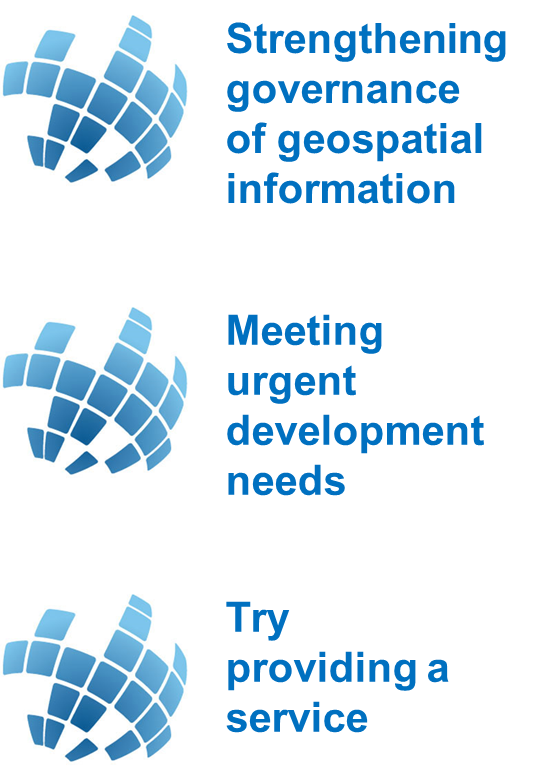 Strengthening
governance
of geospatial
information
Meeting
urgent
development
needs
Try
providing a
service